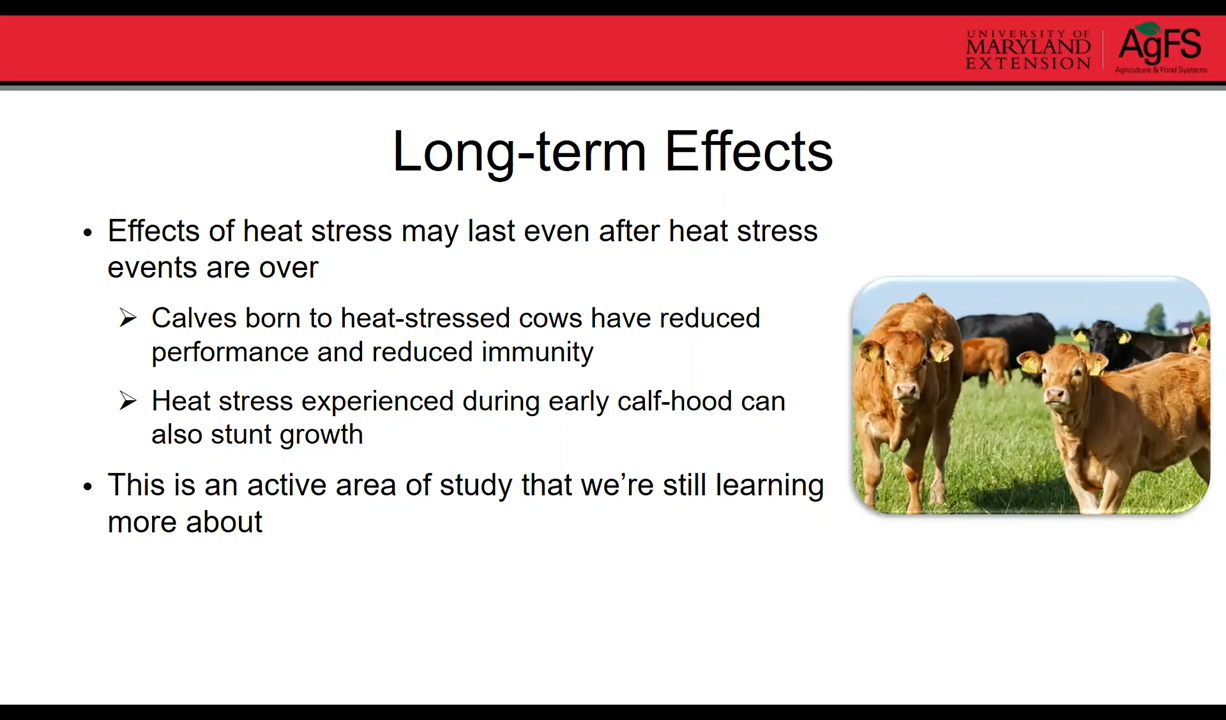 UNIVERSITY OF
MARYLAND
EXTENSION
AgFS
Agriculture & Food Systems
Long-term Effects
• Effects of heat stress may last even after heat stress
events are over
➢ Calves born to heat-stressed cows have reduced
performance and reduced immunity
➢ Heat stress experienced during early calf-hood can
also stunt growth
• This is an active area of study that we’re still learning
more about